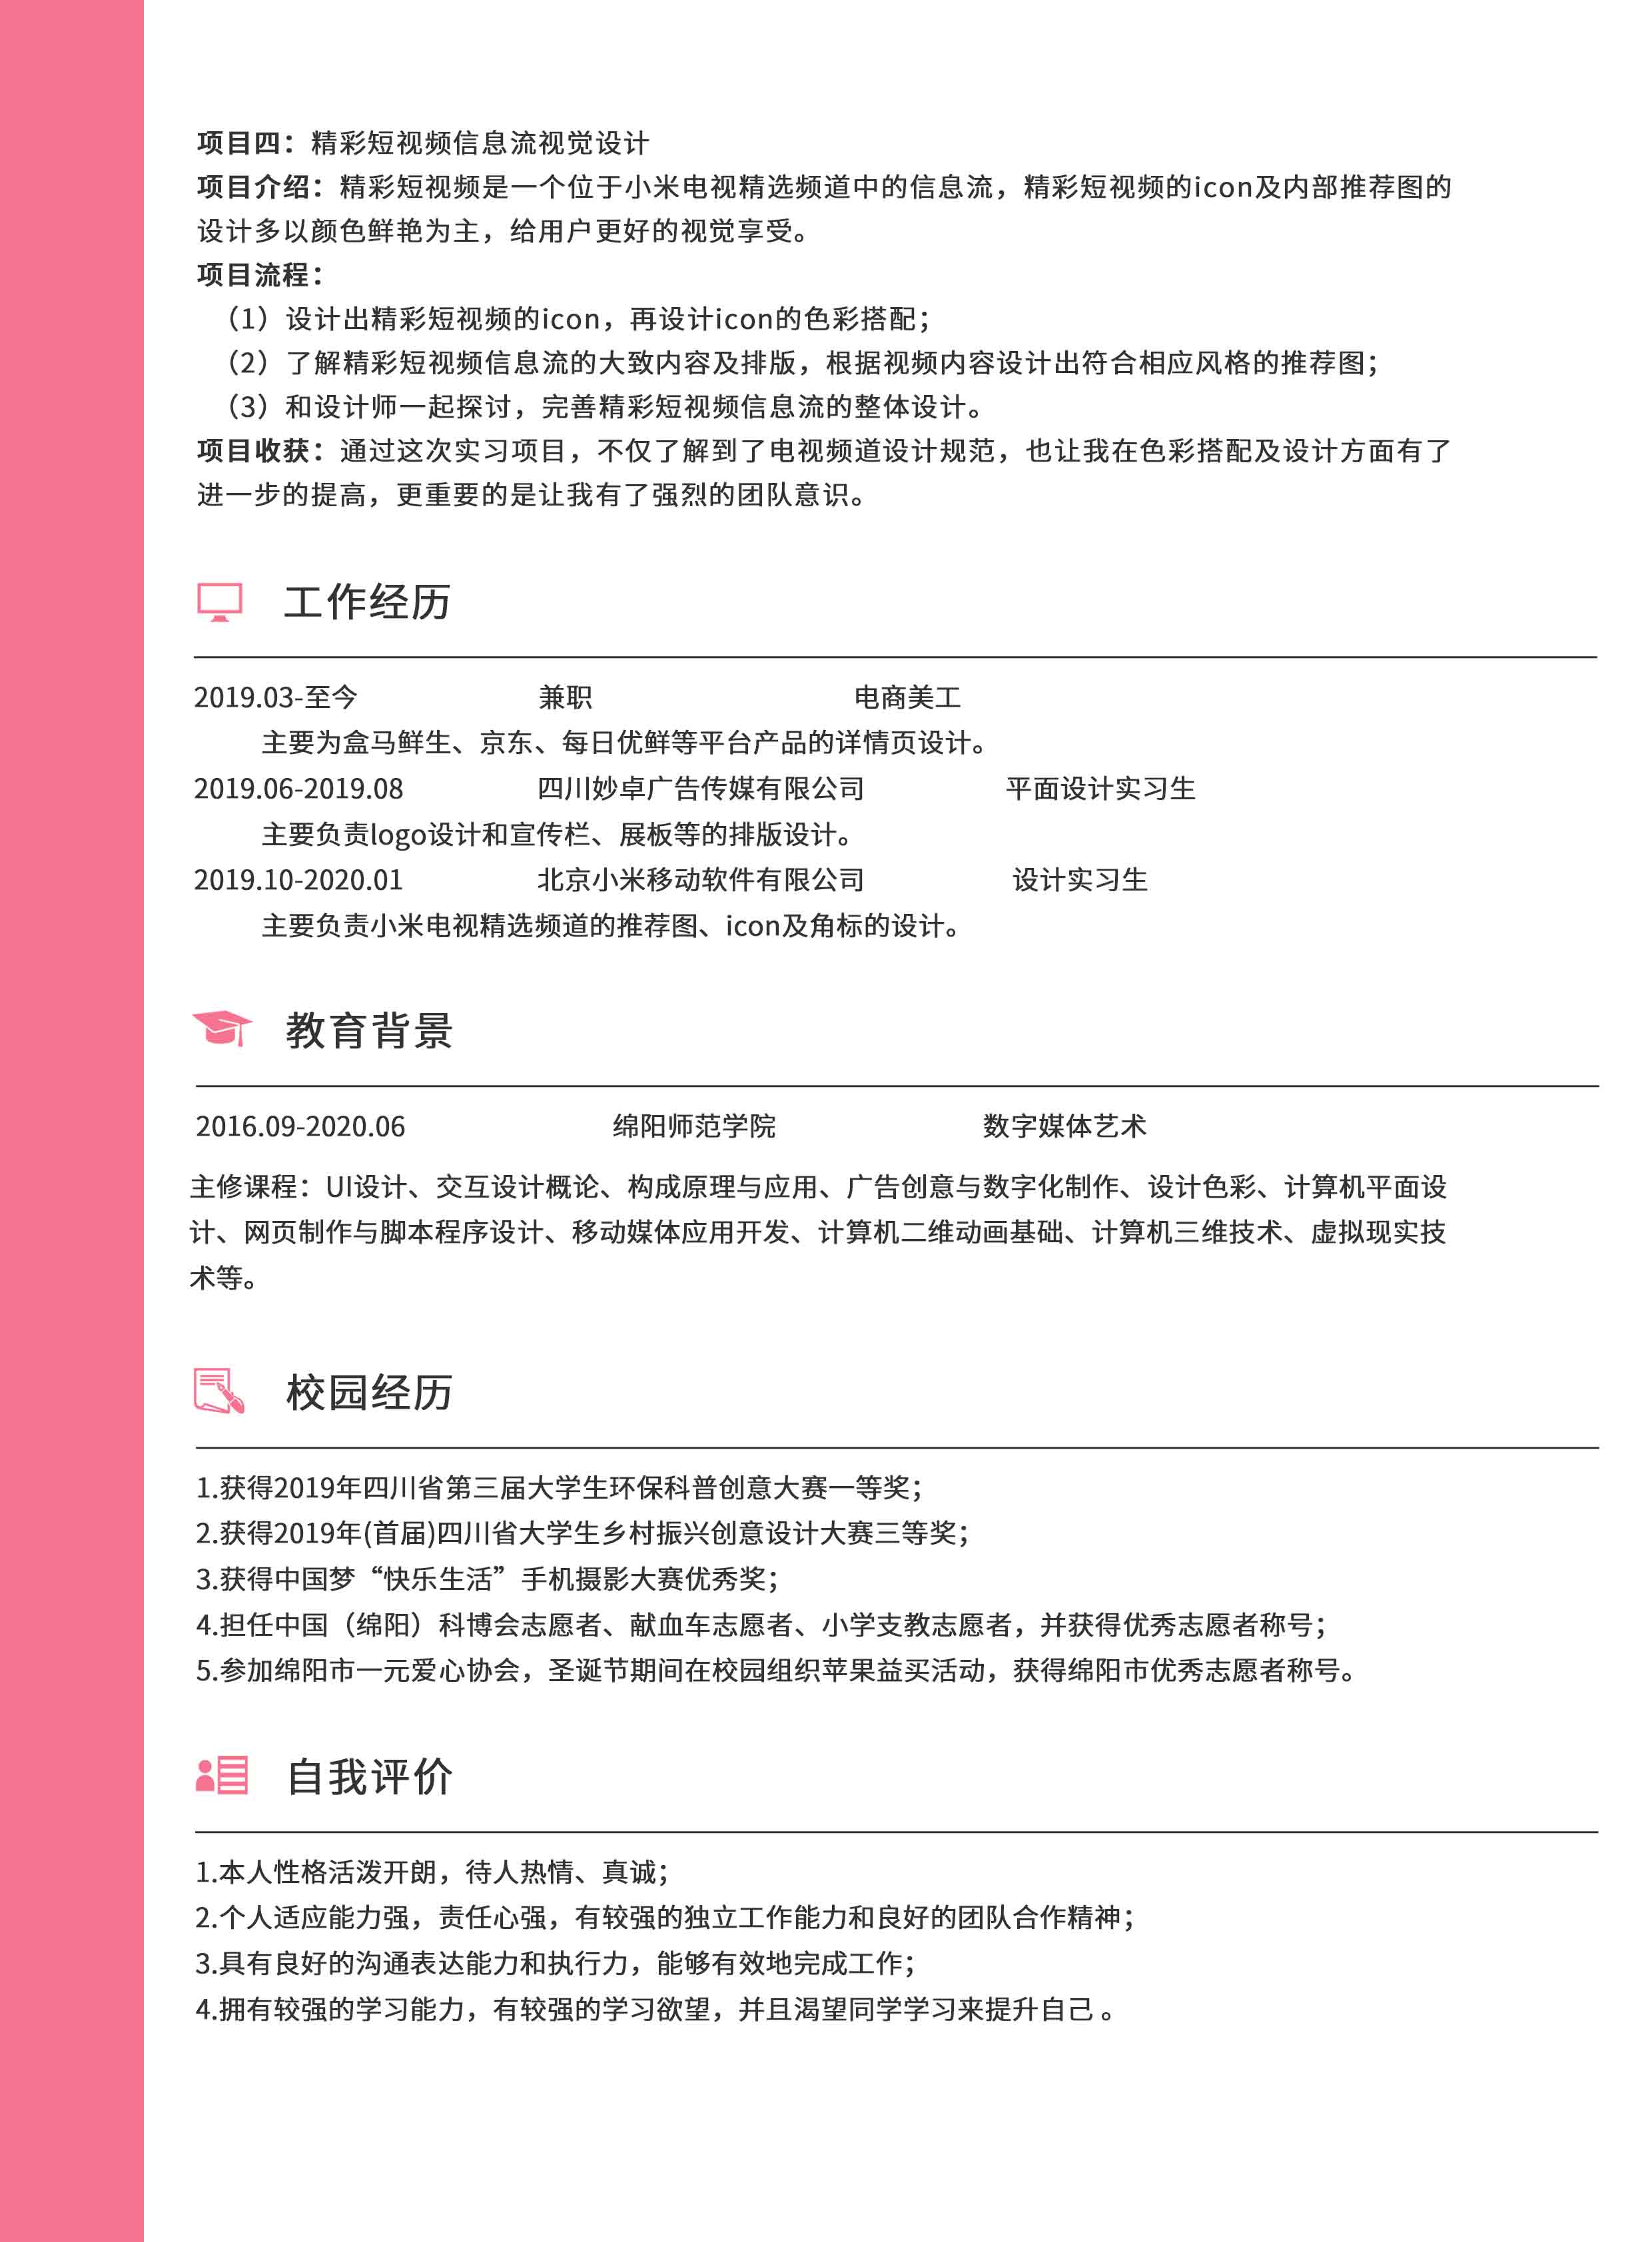 项目四：精彩短视频信息流视觉设计
项目介绍：精彩短视频是一个位于小米电视精选频道中的信息流，精彩短视频的icon及内部推荐图的
设计多以颜色鲜艳为主，给用户更好的视觉享受。
项目流程：
（1）设计出精彩短视频的icon，再设计icon的色彩搭配；
（2）了解精彩短视频信息流的大致内容及排版，根据视频内容设计出符合相应风格的推荐图；
（3）和设计师一起探讨，完善精彩短视频信息流的整体设计。
项目收获：通过这次实习项目，不仅了解到了电视频道设计规范，也让我在色彩搭配及设计方面有了
进一步的提高，更重要的是让我有了强烈的团队意识。
工作经历
2019.03-至今 兼职 电商美工
主要为盒马鲜生、京东、每日优鲜等平台产品的详情页设计。
2019.06-2019.08 四川妙卓广告传媒有限公司 平面设计实习生
主要负责logo设计和宣传栏、展板等的排版设计。
2019.10-2020.01 北京小米移动软件有限公司 设计实习生
主要负责小米电视精选频道的推荐图、icon及角标的设计。
教育背景
2016.09-2020.06 绵阳师范学院 数字媒体艺术
主修课程：UI设计、交互设计概论、构成原理与应用、广告创意与数字化制作、设计色彩、计算机平面设
计、网页制作与脚本程序设计、移动媒体应用开发、计算机二维动画基础、计算机三维技术、虚拟现实技
术等。
校园经历
1.获得2019年四川省第三届大学生环保科普创意大赛一等奖；
2.获得2019年(首届)四川省大学生乡村振兴创意设计大赛三等奖；
3.获得中国梦“快乐生活”手机摄影大赛优秀奖；
4.担任中国（绵阳）科博会志愿者、献血车志愿者、小学支教志愿者，并获得优秀志愿者称号；
5.参加绵阳市一元爱心协会，圣诞节期间在校园组织苹果益买活动，获得绵阳市优秀志愿者称号。
自我评价
1.本人性格活泼开朗，待人热情、真诚；
2.个人适应能力强，责任心强，有较强的独立工作能力和良好的团队合作精神；
3.具有良好的沟通表达能力和执行力，能够有效地完成工作；
4.拥有较强的学习能力，有较强的学习欲望，并且渴望同学学习来提升自己 。